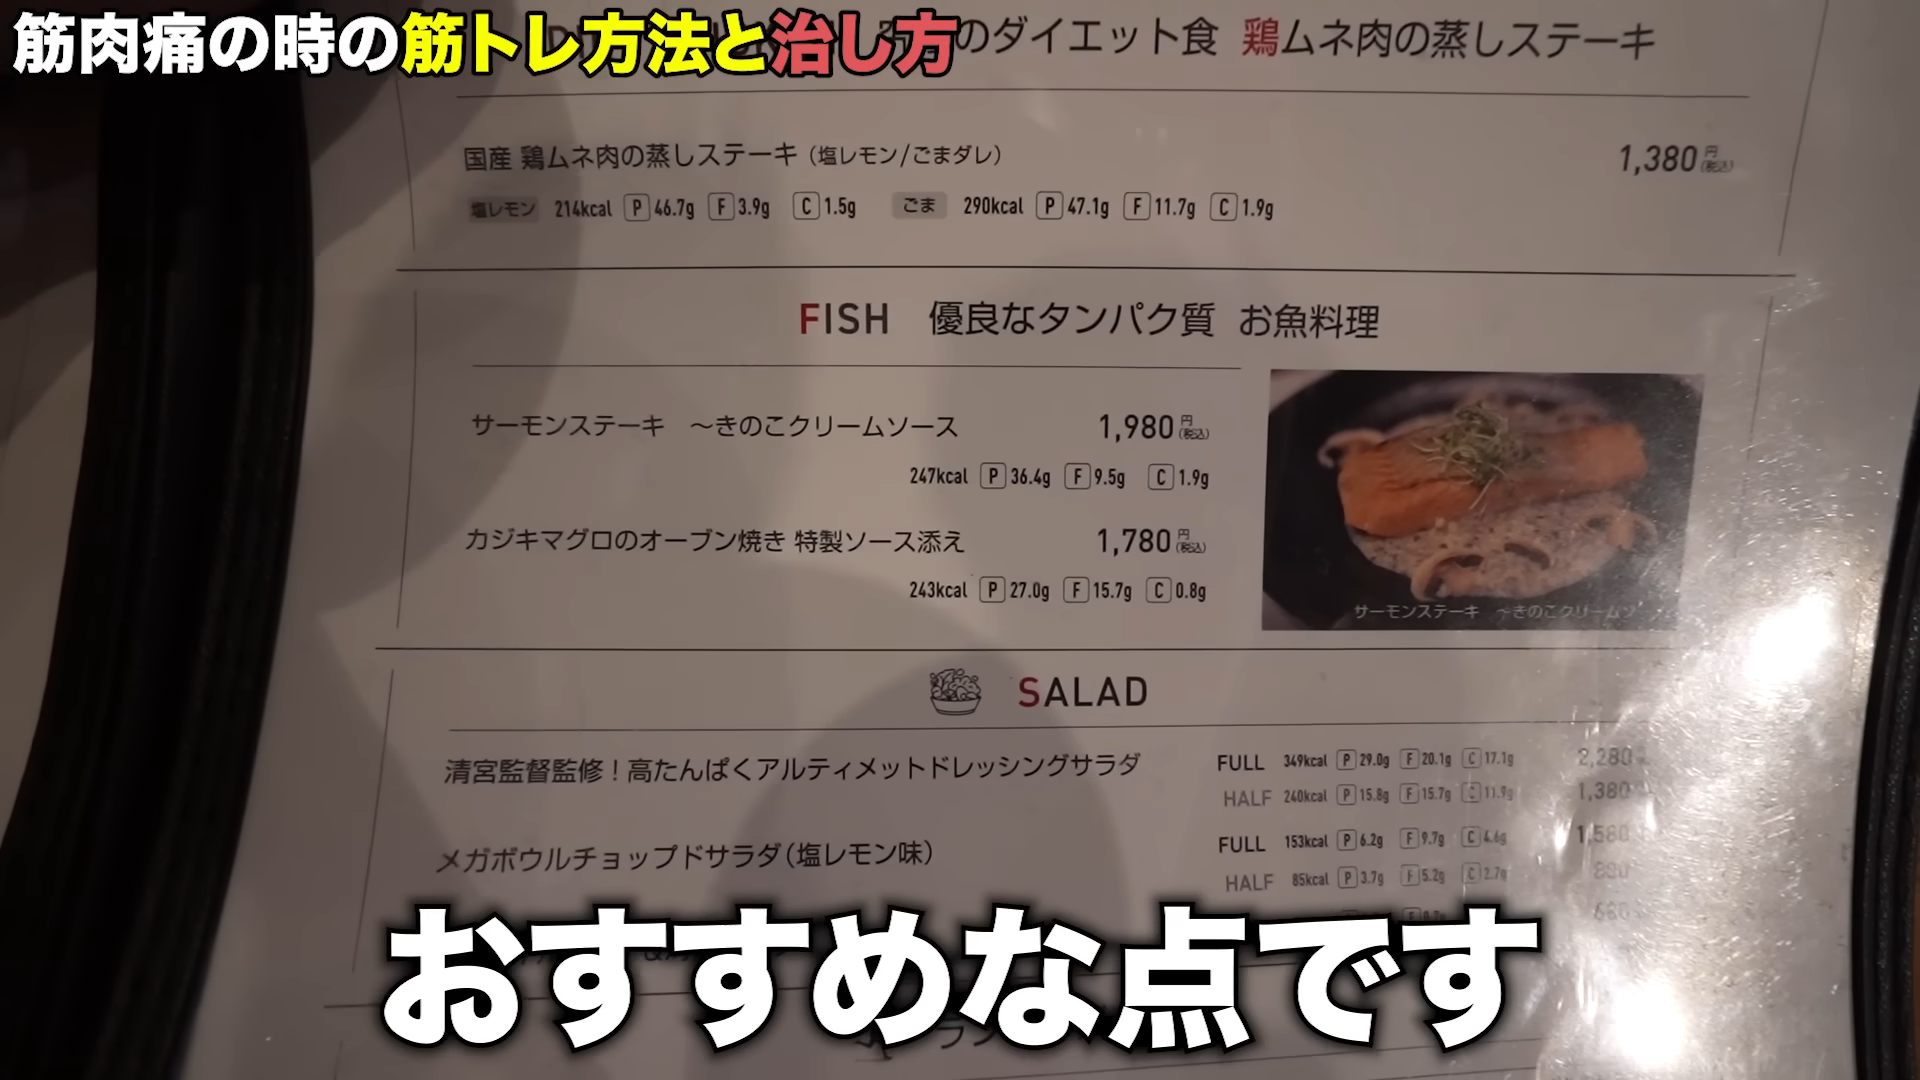 筋肉痛の時の筋トレ方法と治し方
のダイエット食 鶏ムネ肉の蒸しステーキ
国産 鶏ムネ肉の蒸しステーキ（塩レモン/ごまダレ） 1,380円(税込)
塩レモン 214kcal P 46.7g F 3.9g C 1.5g ごま 290kcal P 47.1g F 11.7g C 1.9g
FISH 優良なタンパク質 お魚料理
サーモンステーキ ～きのこクリームソース 1,980円(税込)
247kcal P 36.4g F 9.5g C 1.9g
カジキマグロのオーブン焼き 特製ソース添え 1,780円(税込)
243kcal P 27.0g F 15.7g C 0.8g
サーモンステーキ ～きのこクリームソ
SALAD
清宮監督監修！高たんぱくアルティメットドレッシングサラダ FULL 349kcal P 29.0g F 20.1g C 17.1g 2,280
HALF 240kcal P 15.8g F 15.7g C 11.9g 1,380
メガボウルチョップドサラダ（塩レモン味） FULL 153kcal P 6.2g F 9.7g C 4.6g 1,580
HALF 85kcal P 3.7g F 5.2g C 2.7g
おすすめな点です